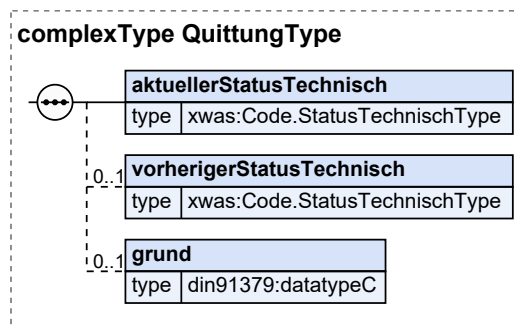 complexType QuittungType
aktuellerStatusTechnisch
type xwas:Code.StatusTechnischType
0..1 vorherigerStatusTechnisch
type xwas:Code.StatusTechnischType
0..1 grund
type din91379:datatypeC